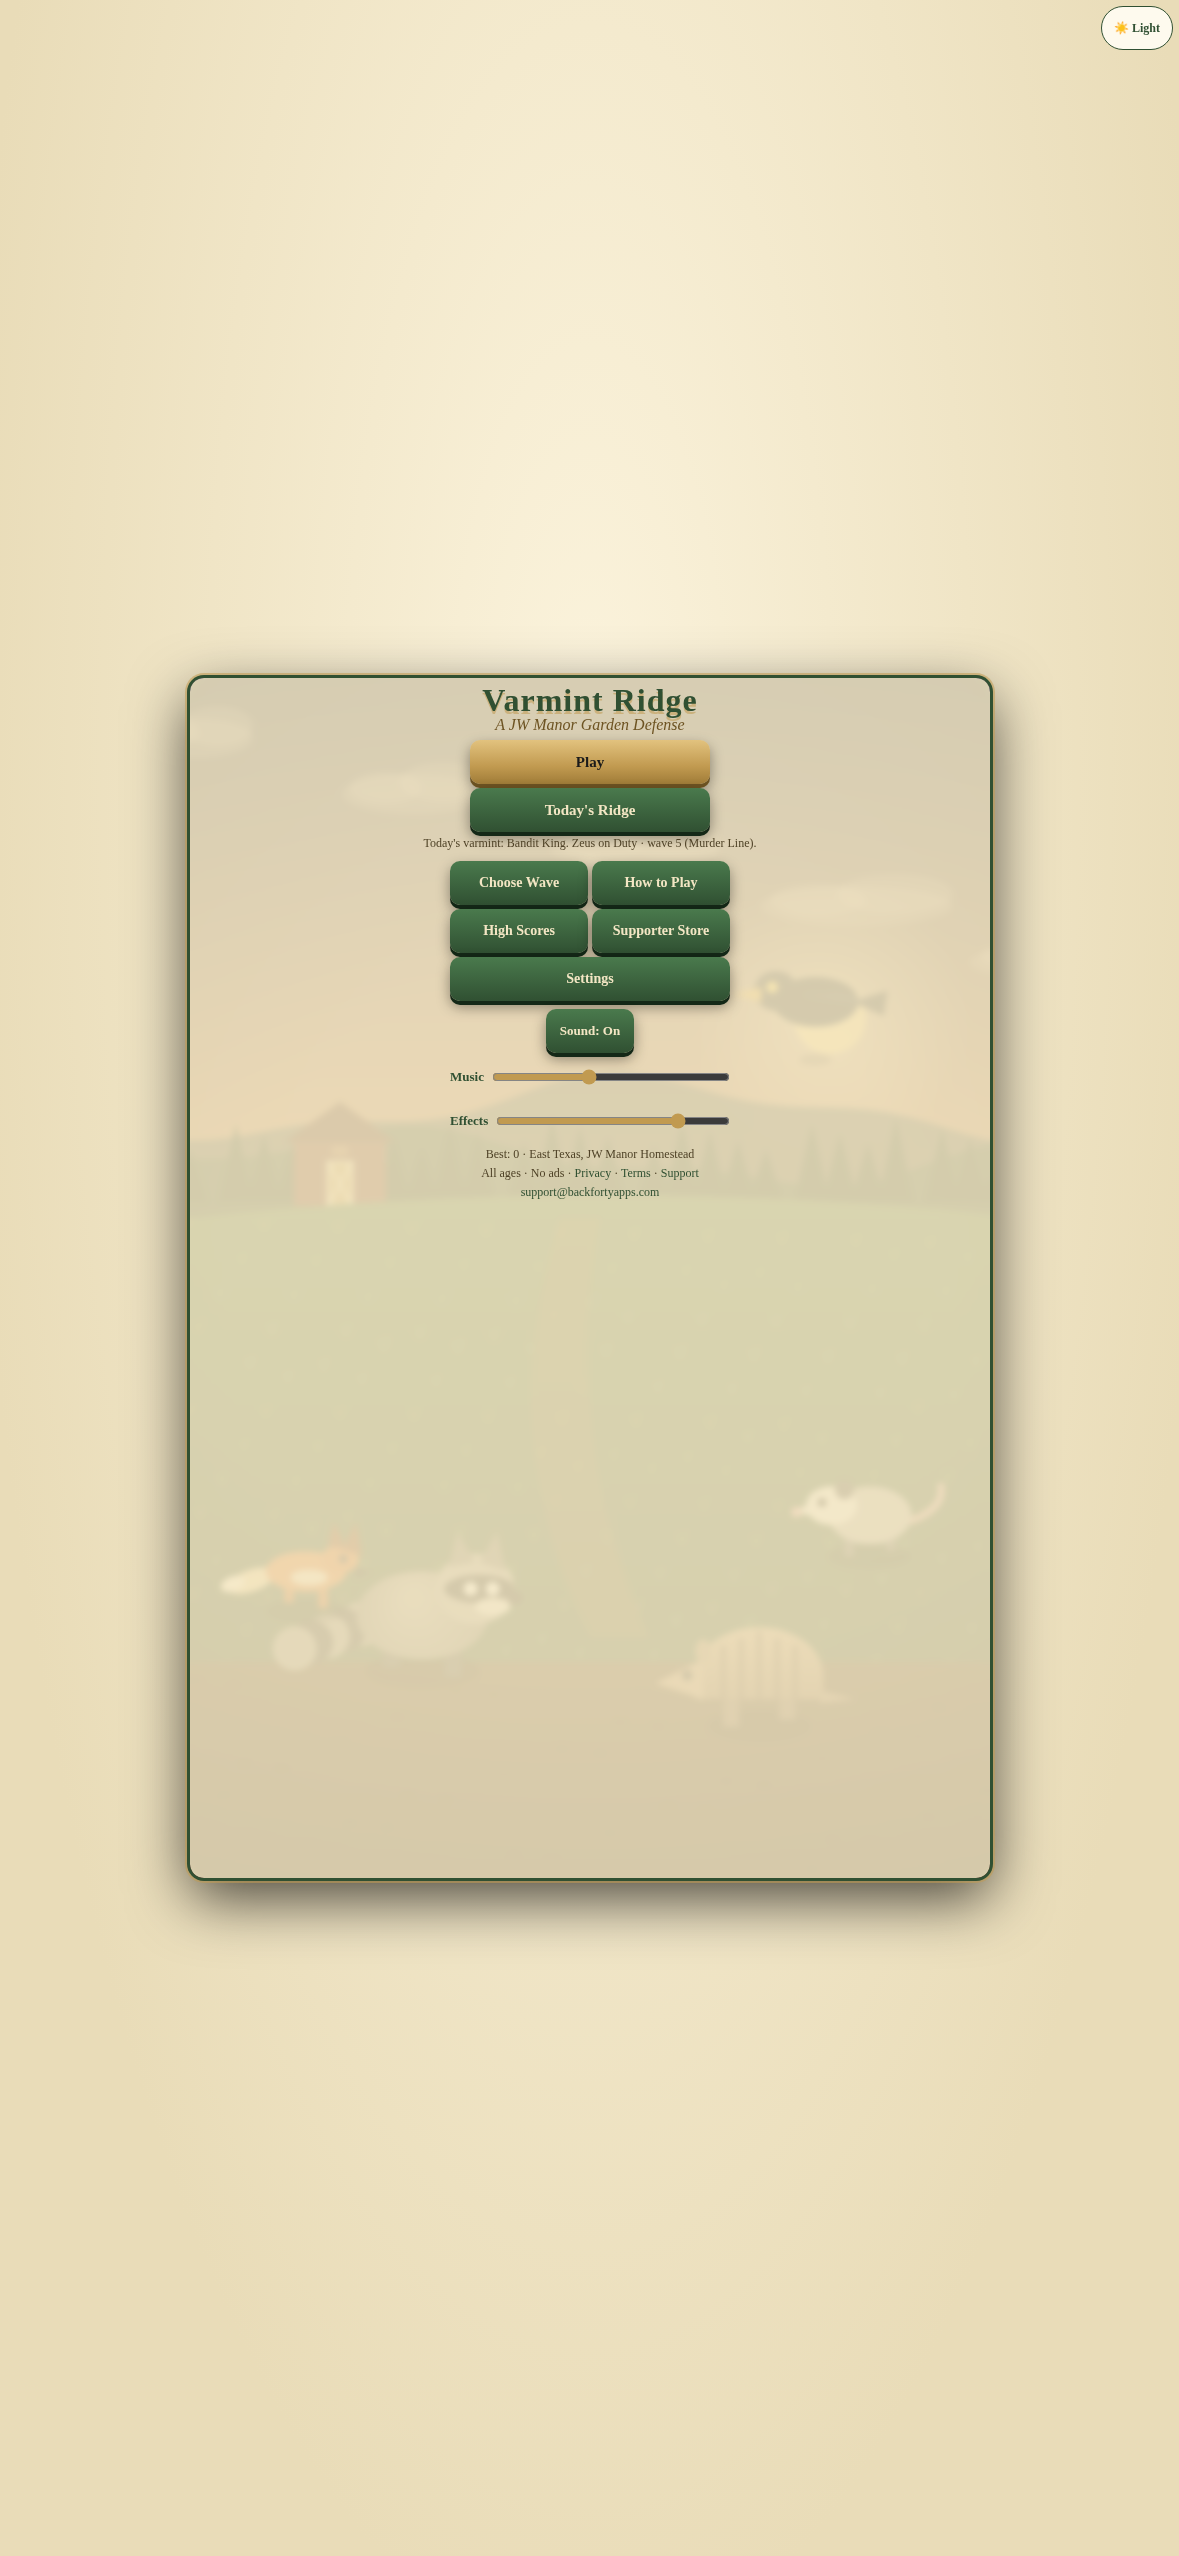 ☀️ Light
Varmint Ridge
A JW Manor Garden Defense
Play
Today's Ridge
Today's varmint: Bandit King. Zeus on Duty · wave 5 (Murder Line).
Choose Wave
How to Play
High Scores
Supporter Store
Settings
Sound: On
Music
Effects
Best: 0 · East Texas, JW Manor Homestead
All ages · No ads · Privacy · Terms · Support
support@backfortyapps.com